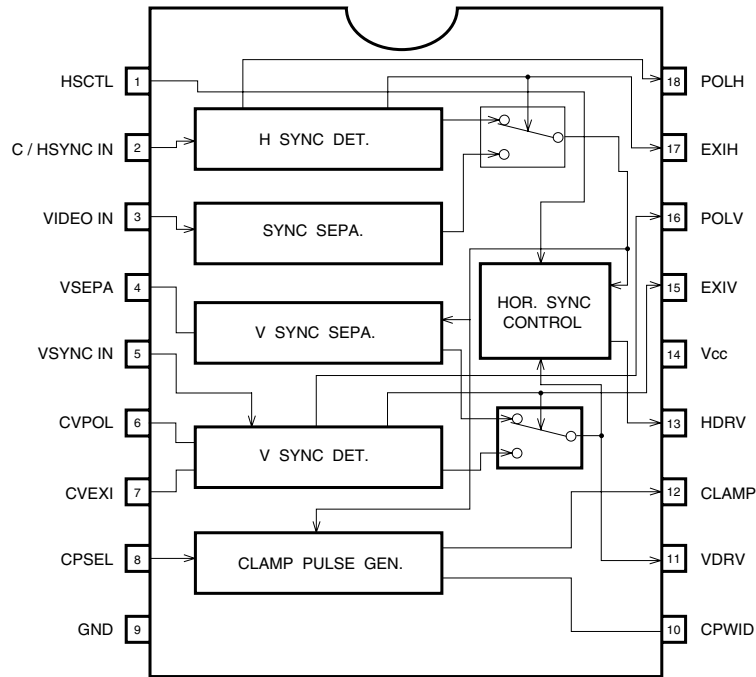 HSCTL 1
18 POLH
H SYNC DET.
C / HSYNC IN 2
17 EXIH
VIDEO IN 3
SYNC SEPA.
16 POLV
VSEPA 4
V SYNC SEPA.
HOR. SYNC
CONTROL
15 EXIV
VSYNC IN 5
14 Vcc
CVPOL 6
13 HDRV
V SYNC DET.
CVEXI 7
12 CLAMP
CPSEL 8
CLAMP PULSE GEN.
11 VDRV
GND 9
10 CPWID